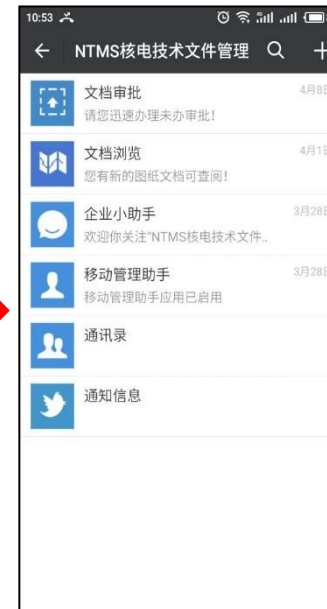 10:53
NTMS核电技术文件管理
文档审批
4月8日
请您迅速办理未办审批!
文档浏览
4月1日
您有新的图纸文档可查阅!
企业小助手
3月28日
欢迎你关注"NTMS核电技术文件..
移动管理助手
3月28日
移动管理助手应用已启用
通讯录
通知信息